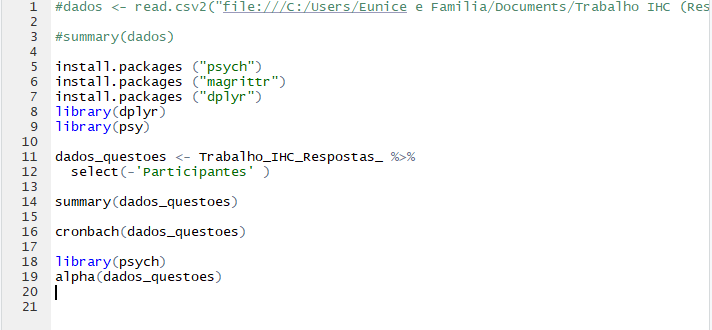 1 #dados <- read.csv2("file:///C:/Users/Eunice e Familia/Documents/Trabalho IHC (Res
2
3 #summary(dados)
4
5 install.packages ("psych")
6 install.packages ("magrittr")
7 install.packages ("dplyr")
8 library(dplyr)
9 library(psy)
10
11 dados_questoes <- Trabalho_IHC_Respostas_ %>%
12 select(-'Participantes' )
13
14 summary(dados_questoes)
15
16 cronbach(dados_questoes)
17
18 library(psych)
19 alpha(dados_questoes)
20
21